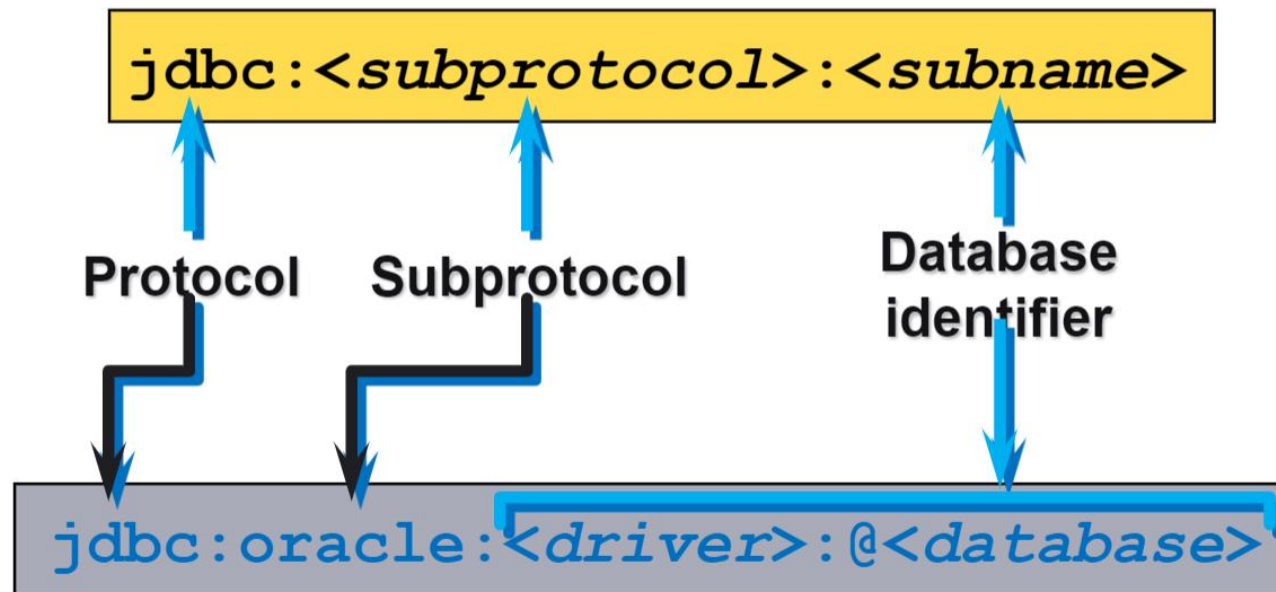 jdbc:<subprotocol>:<subname>
Protocol Subprotocol Database
identifier
jdbc:oracle:<driver>:@<database>